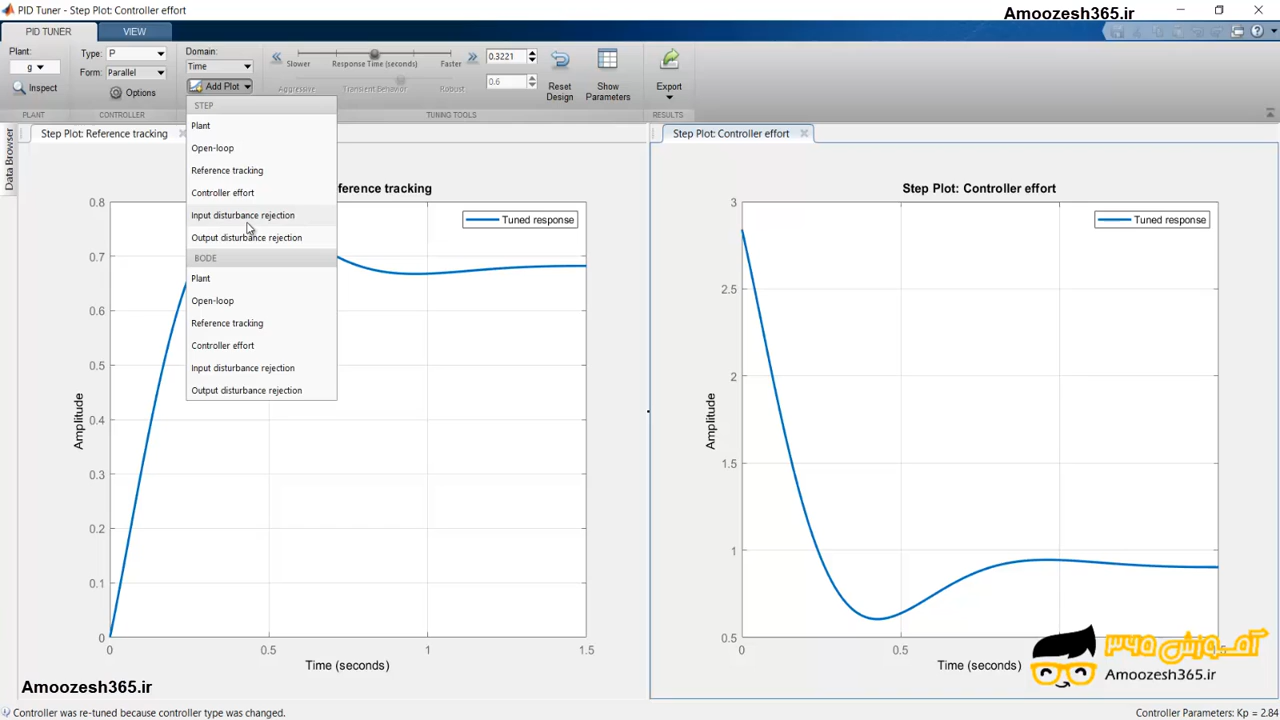 PID Tuner - Step Plot: Controller effort
Amoozesh365.ir
PID TUNER
VIEW
Plant:
g
Inspect
PLANT
Type: P
Form: Parallel
Options
CONTROLLER
Domain:
Time
Add Plot
Slower
Response Time (seconds)
Faster
0.3221
Aggressive
Transient Behavior
Robust
0.6
TUNING TOOLS
Reset
Design
Show
Parameters
Export
RESULTS
Data Browser
Step Plot: Reference tracking
Step Plot: Controller effort
STEP
Plant
Open-loop
Reference tracking
Controller effort
Input disturbance rejection
Output disturbance rejection
BODE
Plant
Open-loop
Reference tracking
Controller effort
Input disturbance rejection
Output disturbance rejection
ference tracking
Tuned response
0.8
0.7
0.6
0.5
0.4
0.3
0.2
0.1
0
Amplitude
0
0.5
1
1.5
Time (seconds)
Step Plot: Controller effort
Tuned response
3
2.5
2
1.5
1
0.5
Amplitude
0
0.5
Time (seconds)
آموزش ۳۶۵
Amoozesh365.ir
Amoozesh365.ir
Controller was re-tuned because controller type was changed.
Controller Parameters: Kp = 2.84